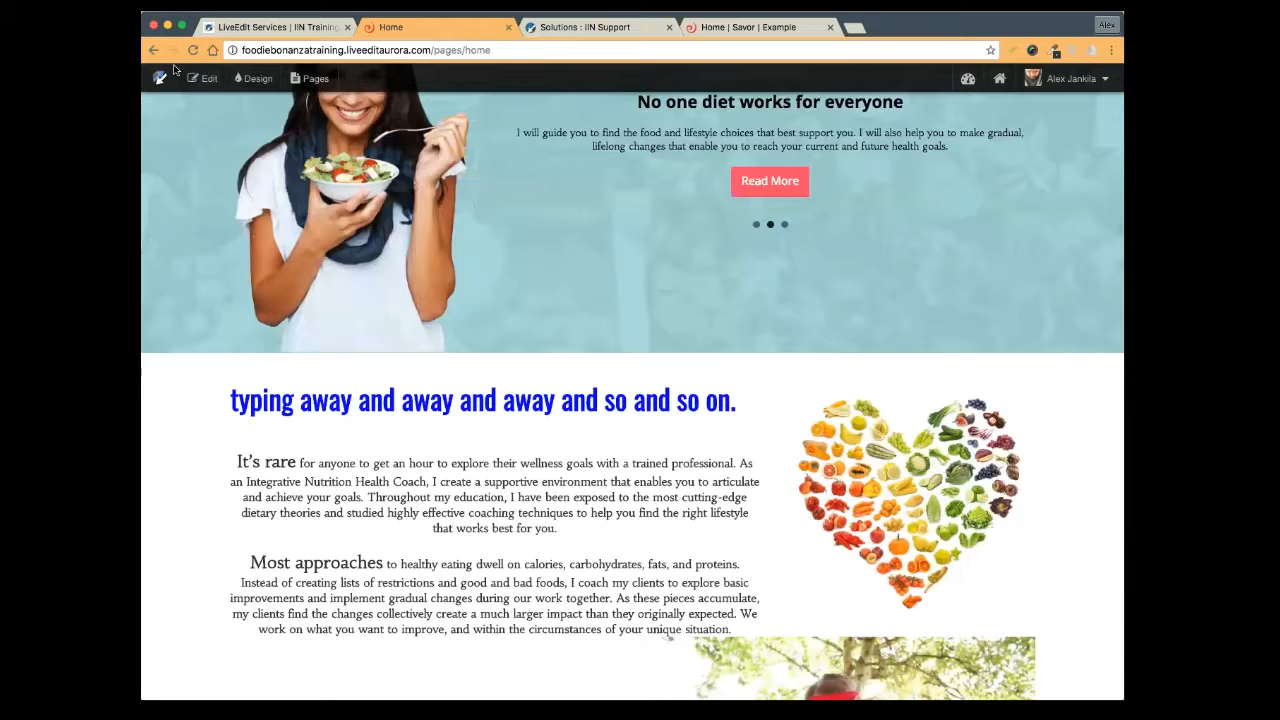 LiveEdit Services | IIN Training
Home
Solutions : IIN Support
Home | Savor | Example
Alex
foodiebonanzatraining.liveeditaurora.com/pages/home
Edit
Design
Pages
Alex Jankila
No one diet works for everyone
I will guide you to find the food and lifestyle choices that best support you. I will also help you to make gradual,
lifelong changes that enable you to reach your current and future health goals.
Read More
typing away and away and away and so and so on.
It's rare for anyone to get an hour to explore their wellness goals with a trained professional. As
an Integrative Nutrition Health Coach, I create a supportive environment that enables you to articulate
and achieve your goals. Throughout my education, I have been exposed to the most cutting-edge
dietary theories and studied highly effective coaching techniques to help you find the right lifestyle
that works best for you.
Most approaches to healthy eating dwell on calories, carbohydrates, fats, and proteins.
Instead of creating lists of restrictions and good and bad foods, I coach my clients to explore basic
improvements and implement gradual changes during our work together. As these pieces accumulate,
my clients find the changes collectively create a much larger impact than they originally expected. We
work on what you want to improve, and within the circumstances of your unique situation.